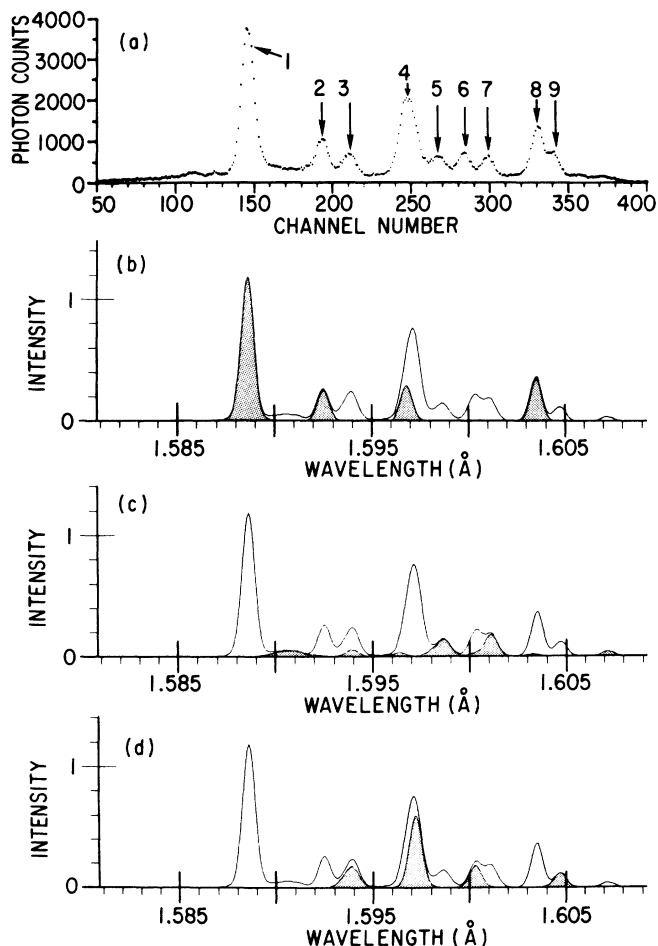 (a)
PHOTON COUNTS
4000
3000
2000
1000
0
1
2 3 4 5 6 7 8 9
50 100 150 200 250 300 350 400
CHANNEL NUMBER
(b)
INTENSITY
1
0
1.585 1.595 1.605
WAVELENGTH (Å)
(c)
INTENSITY
1
0
1.585 1.595 1.605
WAVELENGTH (Å)
(d)
INTENSITY
1
0
1.585 1.595 1.605
WAVELENGTH (Å)